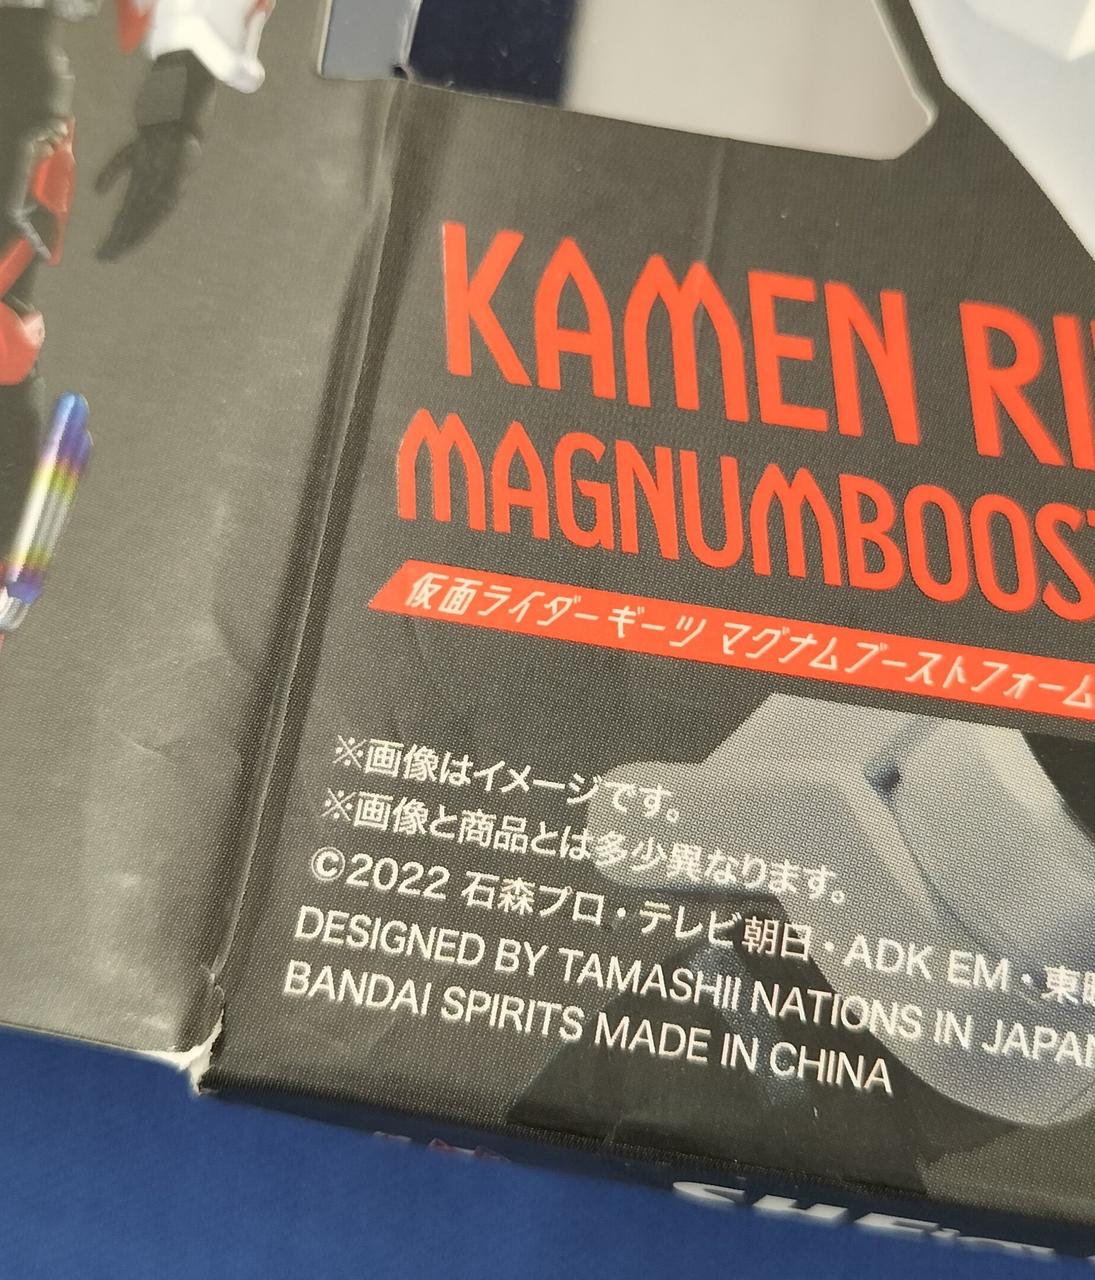 KAMEN RI
MAGNUMBOOST
仮面ライダーギーツ マグナムブーストフォーム
※画像はイメージです。
※画像と商品とは多少異なります。
©2022 石森プロ・テレビ朝日・ADK EM・東映
DESIGNED BY TAMASHII NATIONS IN JAPAN
BANDAI SPIRITS MADE IN CHINA